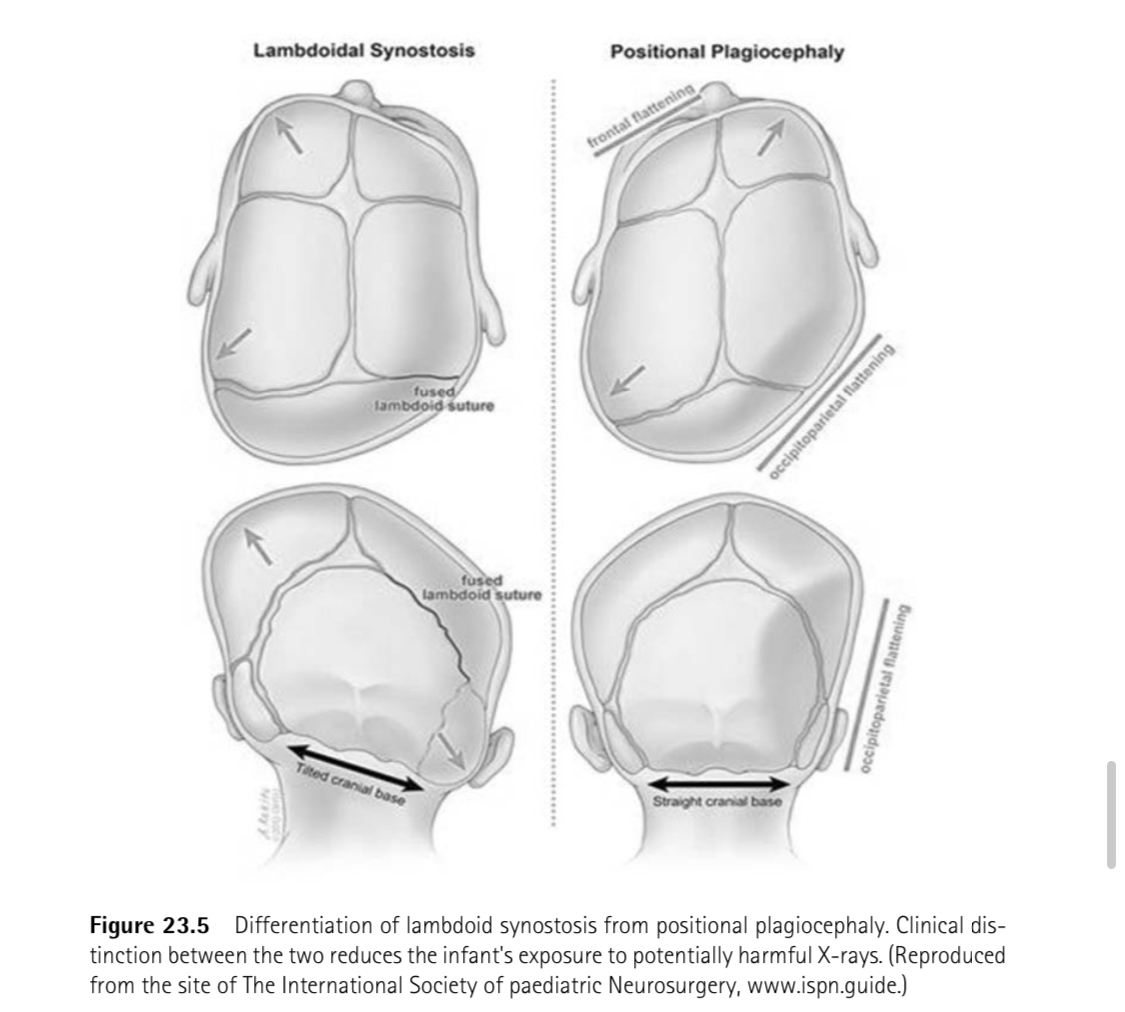 Lambdoidal Synostosis
Positional Plagiocephaly
frontal flattening
fused
lambdoid suture
occipitoparietal flattening
fused
lambdoid suture
Tilted cranial base
occipitoparietal flattening
Straight cranial base
Figure 23.5 Differentiation of lambdoid synostosis from positional plagiocephaly. Clinical dis-
tinction between the two reduces the infant's exposure to potentially harmful X-rays. (Reproduced
from the site of The International Society of paediatric Neurosurgery, www.ispn.guide.)